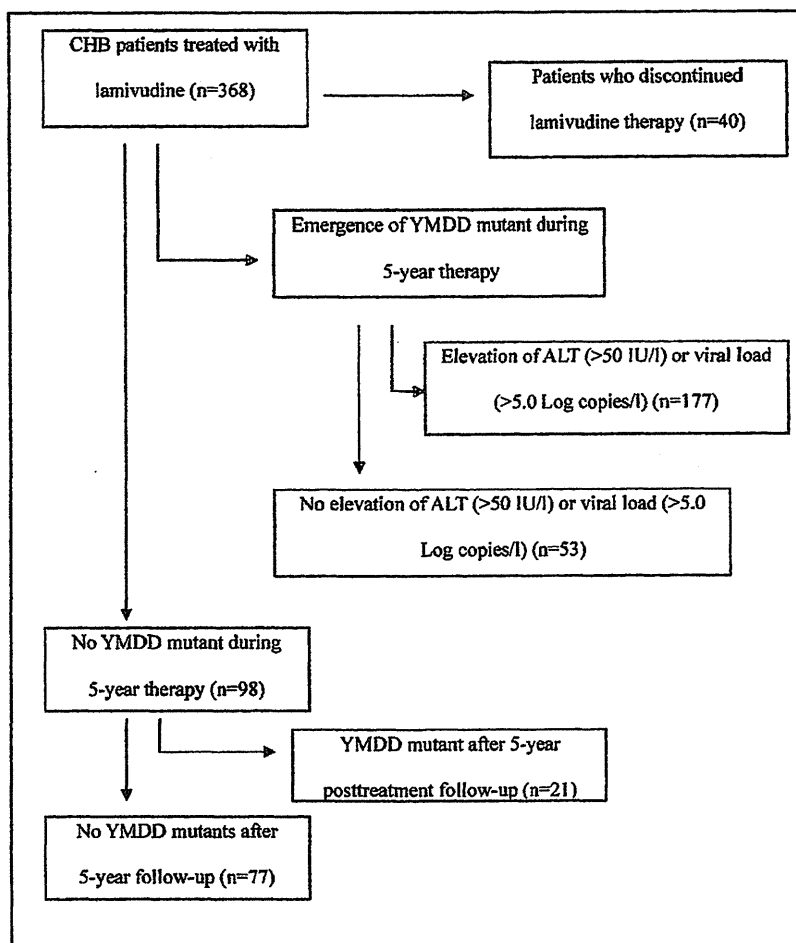 CHB patients treated with
lamivudine (n=368)
Patients who discontinued
lamivudine therapy (n=40)
Emergence of YMDD mutant during
5-year therapy
Elevation of ALT (>50 IU/l) or viral load
(>5.0 Log copies/l) (n=177)
No elevation of ALT (>50 IU/l) or viral load (>5.0
Log copies/l) (n=53)
No YMDD mutant during
5-year therapy (n=98)
YMDD mutant after 5-year
posttreatment follow-up (n=21)
No YMDD mutants after
5-year follow-up (n=77)